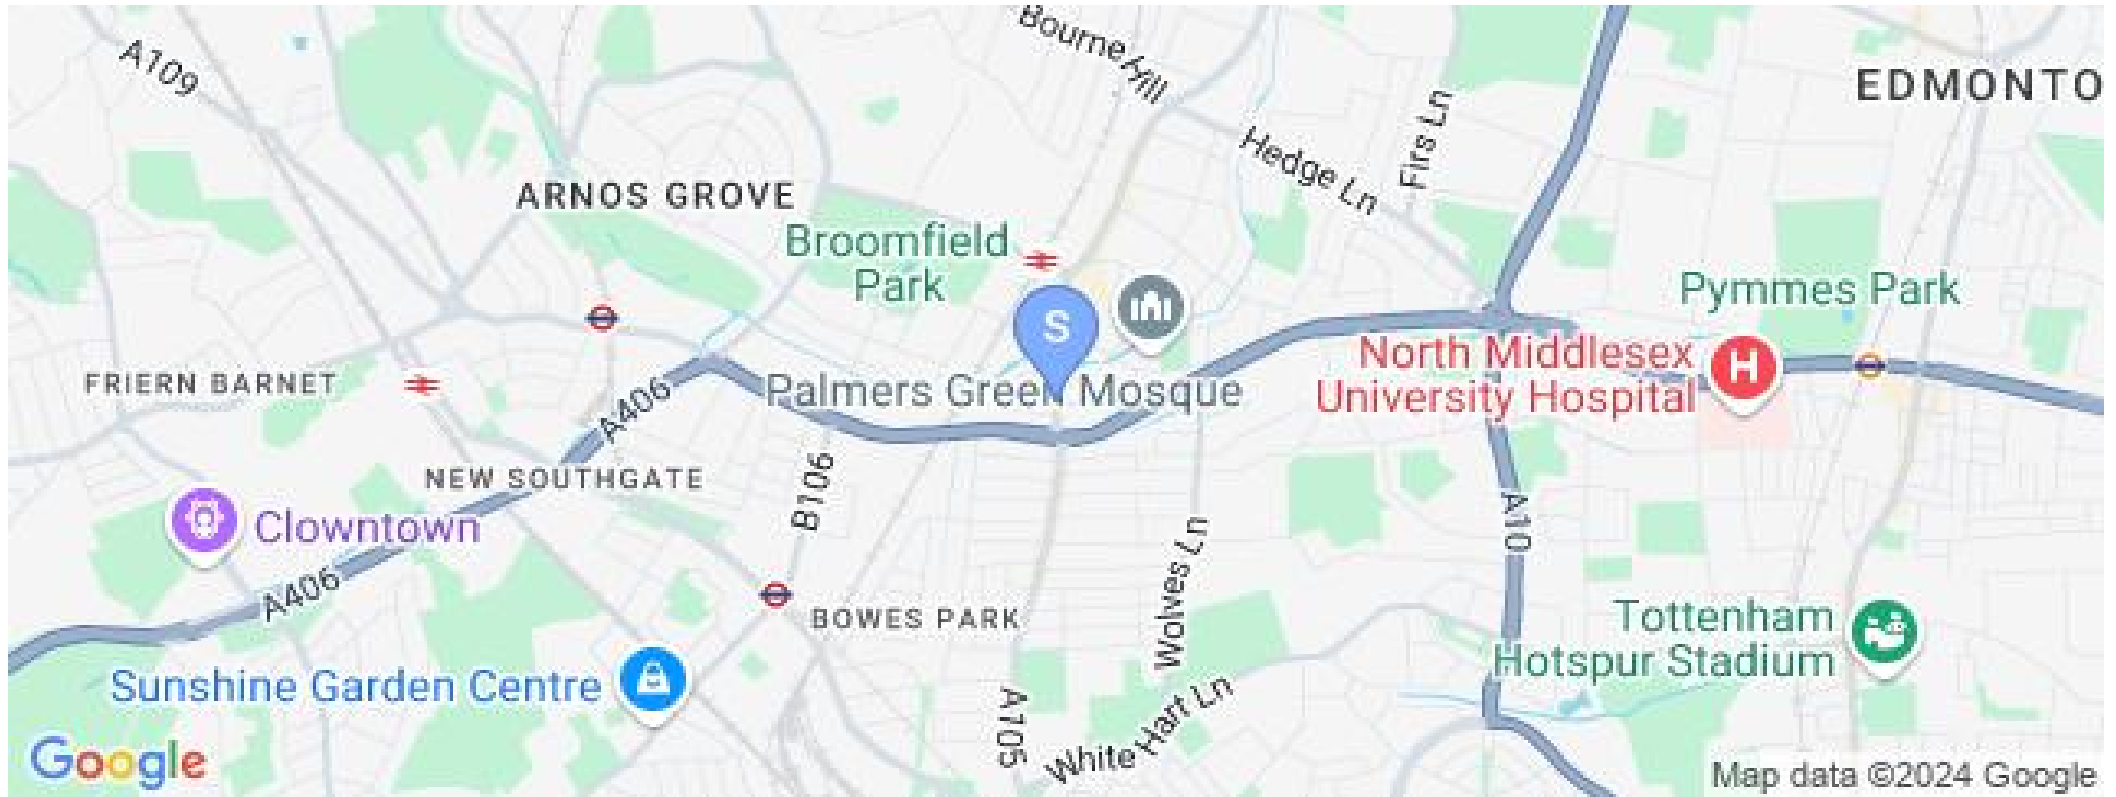 Bourne Hill
A109
EDMONTO
Firs Ln
Hedge Ln
ARNOS GROVE
Broomfield
Park
Pymmes Park
S
North Middlesex
University Hospital
H
FRIERN BARNET
Palmers Green Mosque
A406
NEW SOUTHGATE
B106
A10
Clowntown
Wolves Ln
A406
BOWES PARK
Tottenham
Hotspur Stadium
Sunshine Garden Centre
A105
White Hart Ln
Google
Map data ©2024 Google